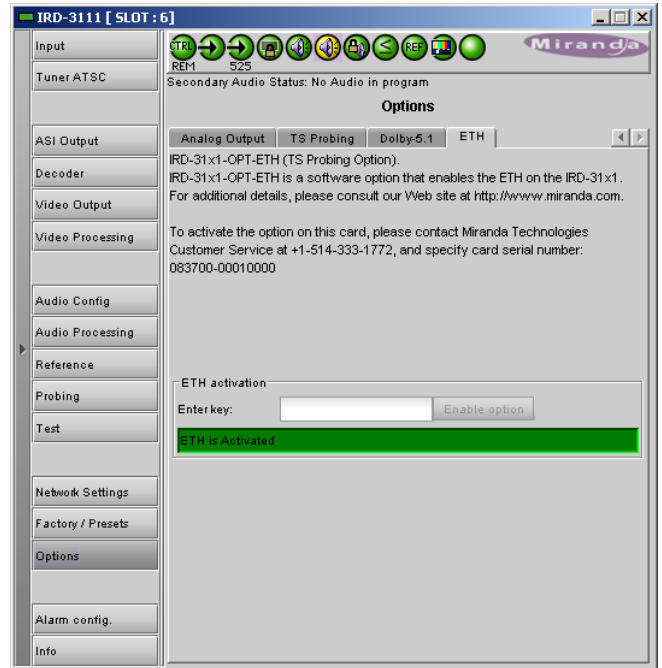 IRD-3111 [ SLOT : 6]
Input
Tuner ATSC
ASI Output
Decoder
Video Output
Video Processing
Audio Config
Audio Processing
Reference
Probing
Test
Network Settings
Factory / Presets
Options
Alarm config.
Info
CTRL REF
REM 525
Miranda
Secondary Audio Status: No Audio in program
Options
Analog Output TS Probing Dolby-5.1 ETH
IRD-31x1-OPT-ETH (TS Probing Option).
IRD-31x1-OPT-ETH is a software option that enables the ETH on the IRD-31x1.
For additional details, please consult our Web site at http://www.miranda.com.
To activate the option on this card, please contact Miranda Technologies
Customer Service at +1-514-333-1772, and specify card serial number:
083700-00010000
ETH activation
Enter key: Enable option
ETH is Activated